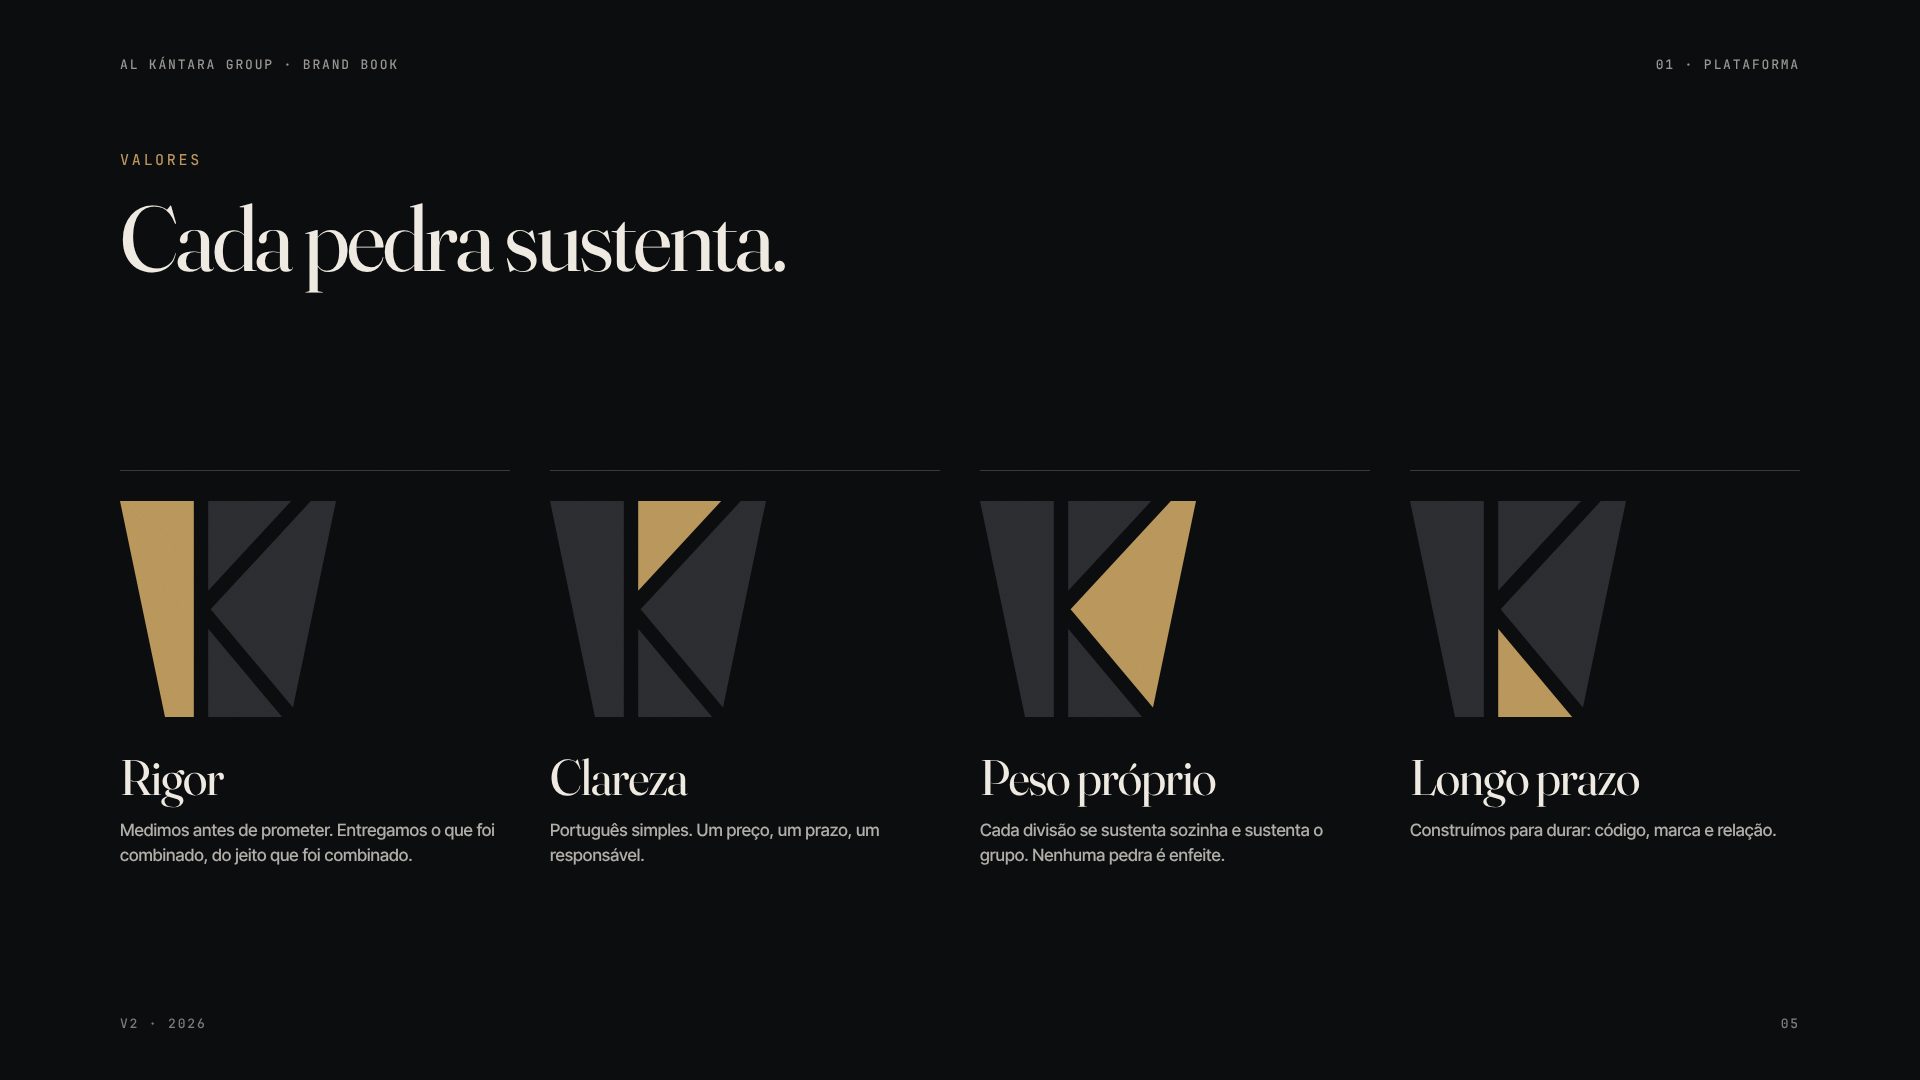 AL KÁNTARA GROUP · BRAND BOOK
01 · PLATAFORMA
VALORES
Cada pedra sustenta.
Rigor
Medimos antes de prometer. Entregamos o que foi
combinado, do jeito que foi combinado.
Clareza
Português simples. Um preço, um prazo, um
responsável.
Peso próprio
Cada divisão se sustenta sozinha e sustenta o
grupo. Nenhuma pedra é enfeite.
Longo prazo
Construímos para durar: código, marca e relação.
V2 · 2026
05